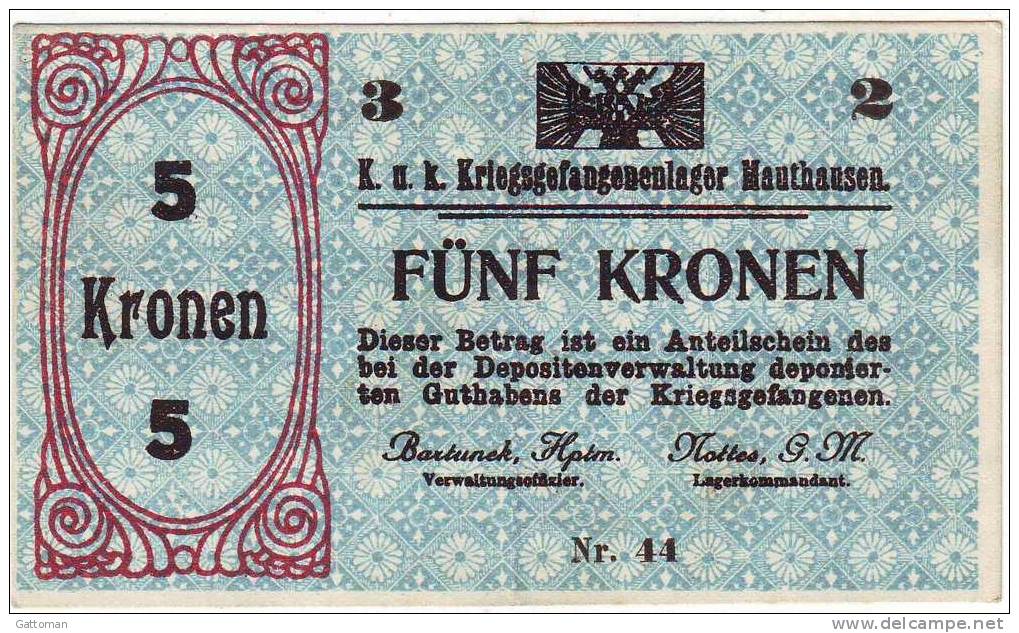 5
Kronen
5
3 2
K. u. k. Kriegsgefangenenlager Mauthausen.
FÜNF KRONEN
Dieser Betrag ist ein Anteilschein des
bei der Depositenverwaltung deponier-
ten Guthabens der Kriegsgefangenen.
Bartunek, Hptm.
Verwaltungsoffizier.
Nottes, G. M.
Lagerkommandant.
Nr. 44
Gattoman
www.delcampe.net